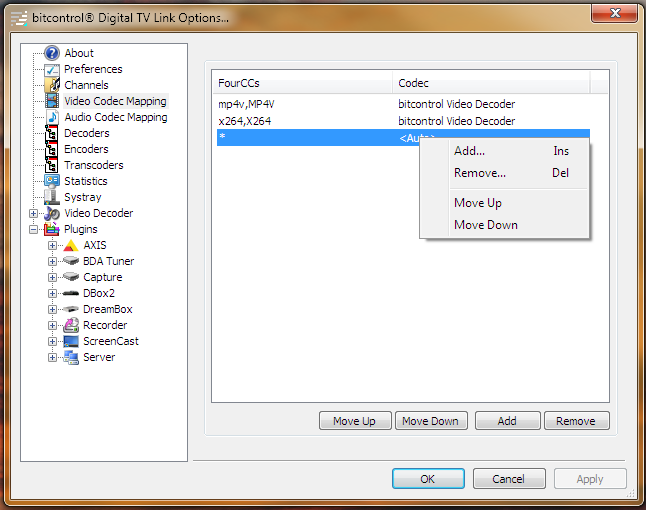 bitcontrol® Digital TV Link Options...
About
Preferences
Channels
Video Codec Mapping
Audio Codec Mapping
Decoders
Encoders
Transcoders
Statistics
Systray
Video Decoder
Plugins
AXIS
BDA Tuner
Capture
DBox2
DreamBox
Recorder
ScreenCast
Server
FourCCs Codec
mp4v,MP4V bitcontrol Video Decoder
x264,X264 bitcontrol Video Decoder
* <Auto>
Add... Ins
Remove... Del
Move Up
Move Down
Move Up Move Down Add Remove
OK Cancel Apply